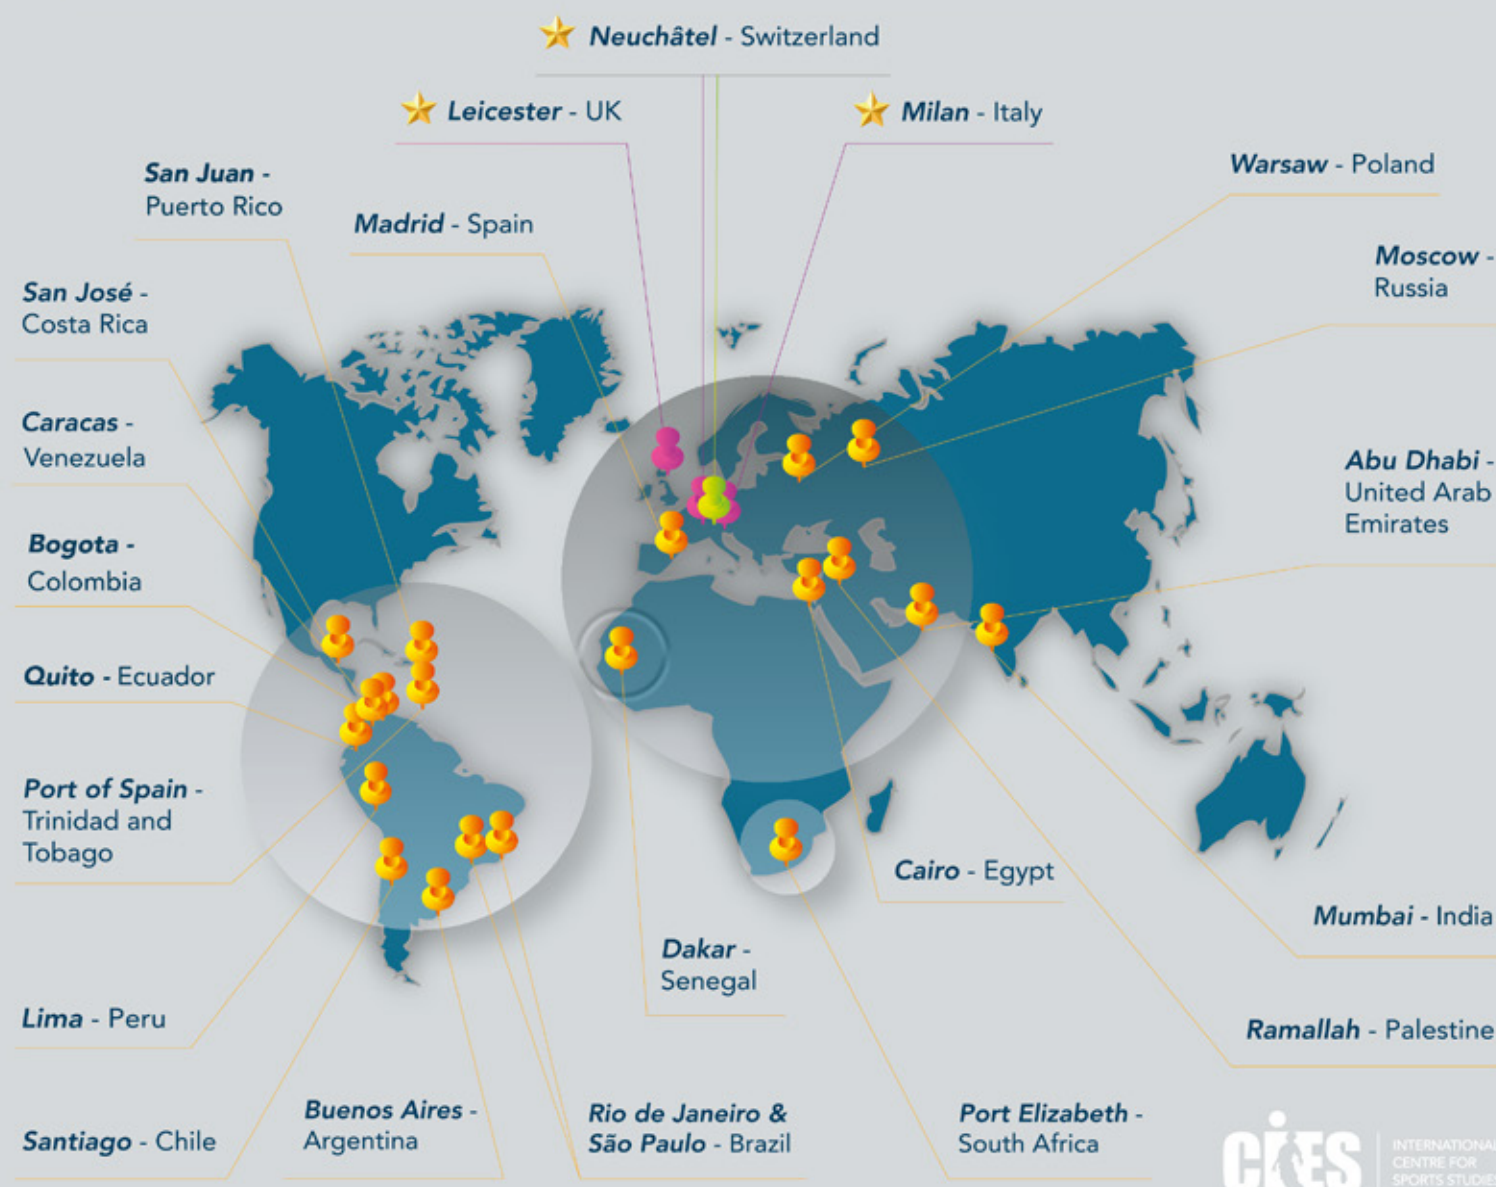 Neuchâtel - Switzerland
Leicester - UK
Milan - Italy
San Juan -
Puerto Rico
Madrid - Spain
Warsaw - Poland
Moscow -
Russia
San José -
Costa Rica
Caracas -
Venezuela
Abu Dhabi -
United Arab
Emirates
Bogota -
Colombia
Quito - Ecuador
Port of Spain -
Trinidad and
Tobago
Cairo - Egypt
Mumbai - India
Dakar -
Senegal
Lima - Peru
Ramallah - Palestine
Santiago - Chile
Buenos Aires -
Argentina
Rio de Janeiro &
São Paulo - Brazil
Port Elizabeth -
South Africa
CIES
INTERNATIONAL
CENTRE FOR
SPORTS STUDIES